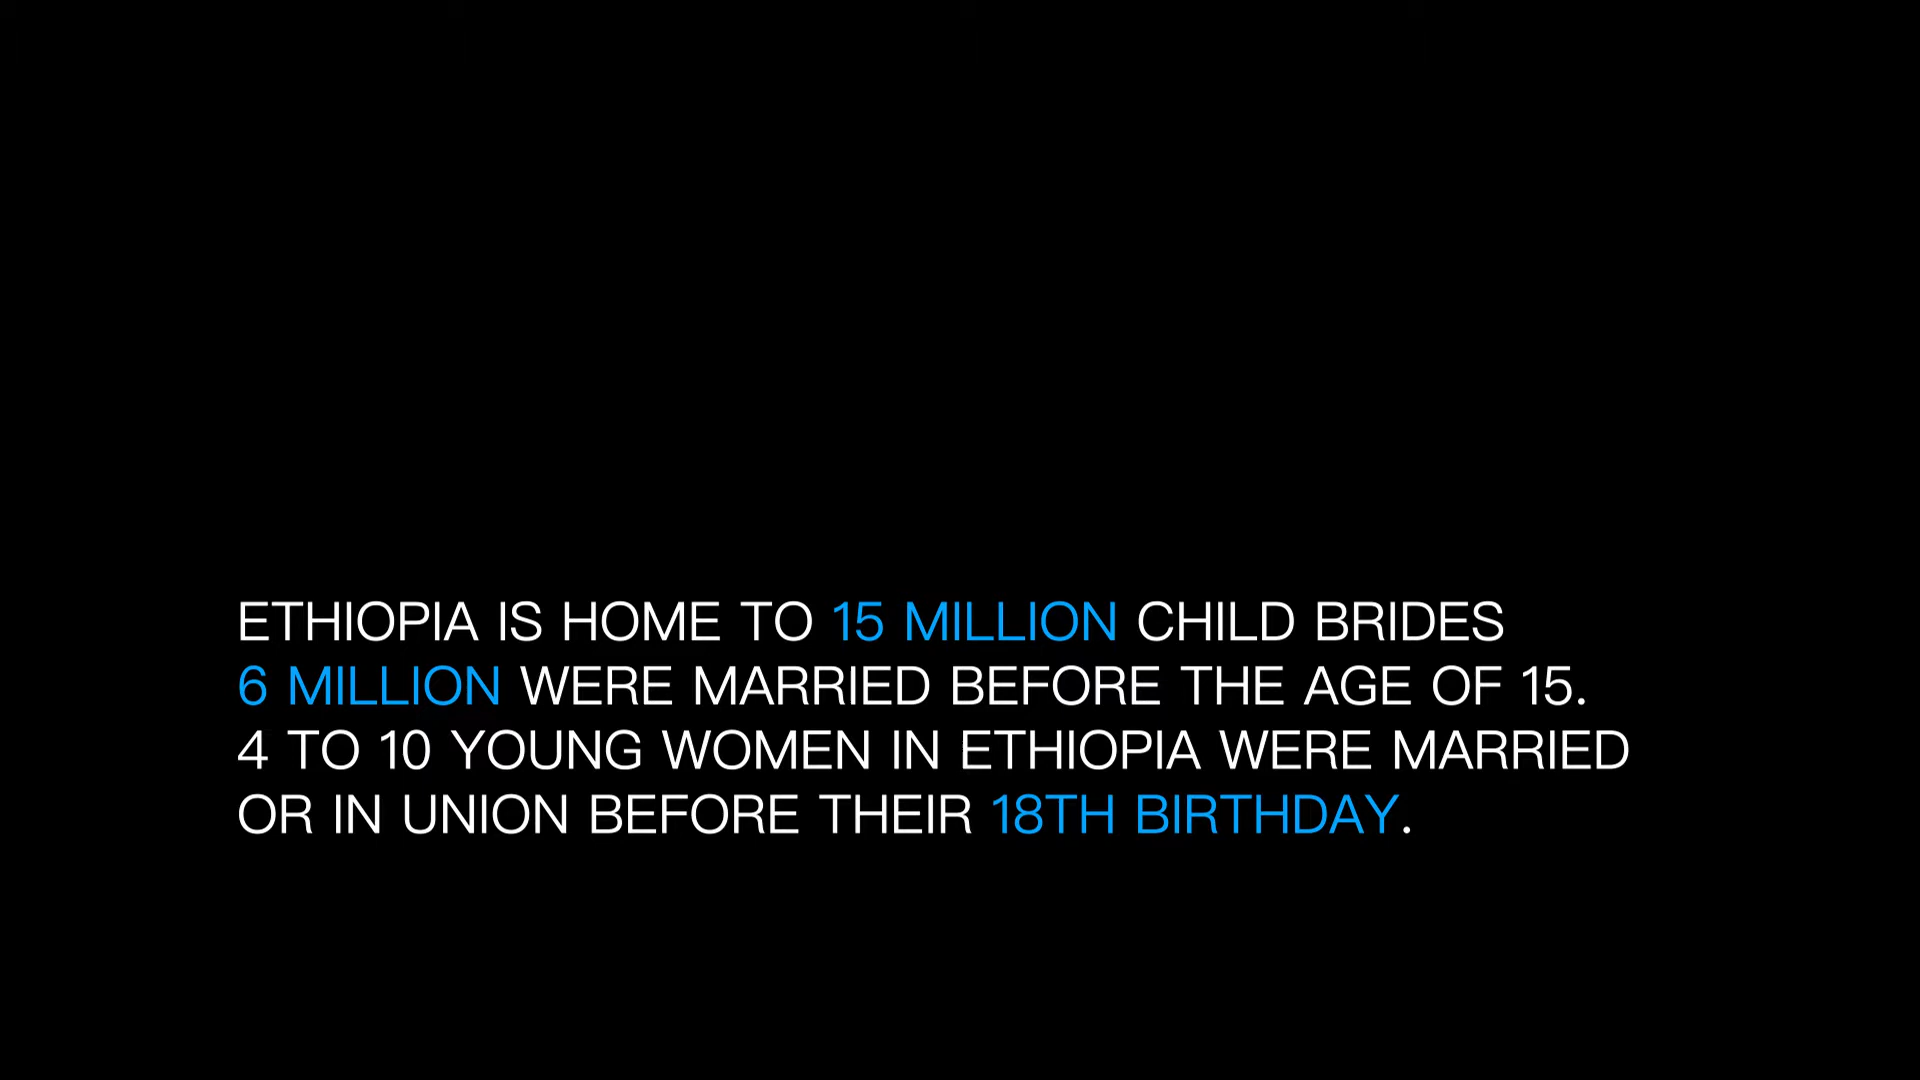 ETHIOPIA IS HOME TO 15 MILLION CHILD BRIDES
6 MILLION WERE MARRIED BEFORE THE AGE OF 15.
4 TO 10 YOUNG WOMEN IN ETHIOPIA WERE MARRIED
OR IN UNION BEFORE THEIR 18TH BIRTHDAY.